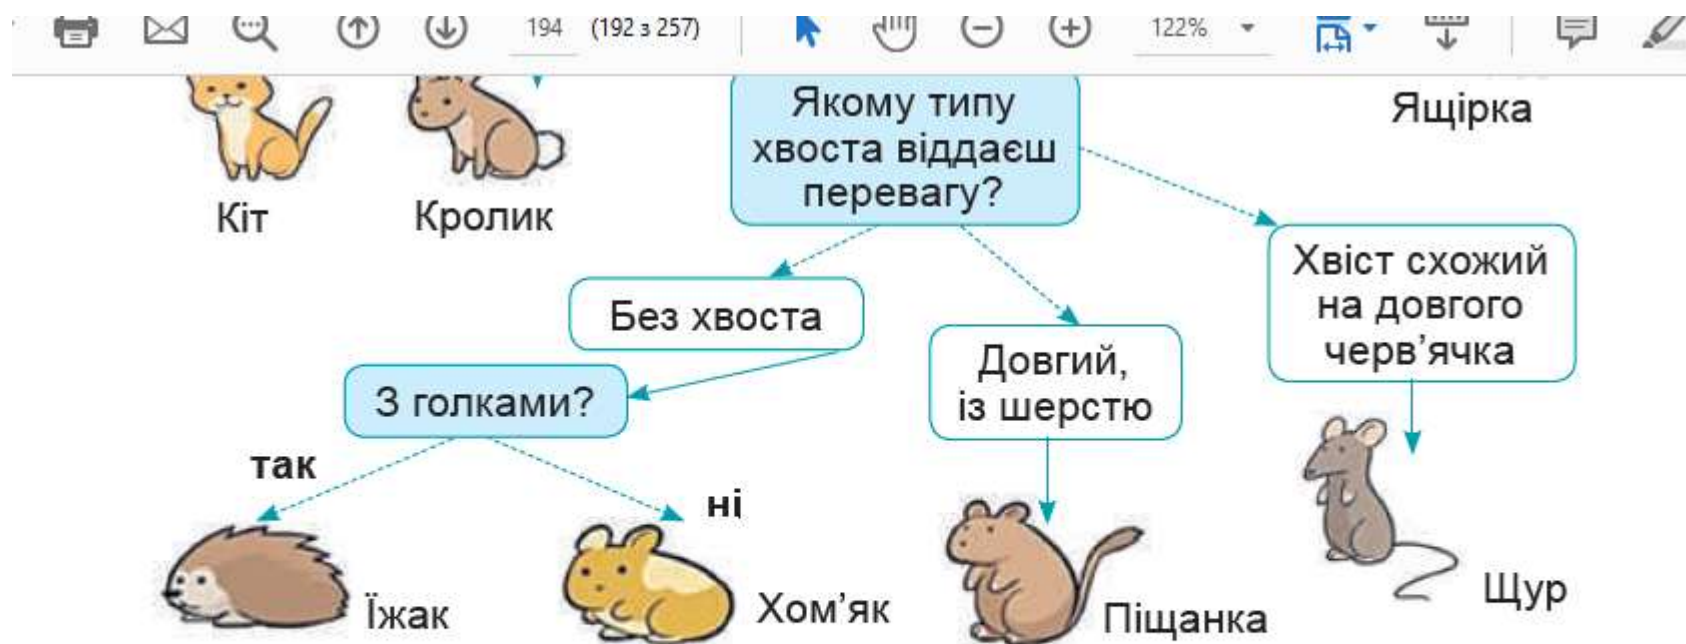 194 (192 з 257)
122%
Якому типу
хвоста віддаєш
перевагу?
Ящірка
Кіт
Кролик
Хвіст схожий
на довгого
черв’ячка
Без хвоста
Довгий,
із шерстю
З голками?
так
ні
Їжак
Хом’як
Піщанка
Щур